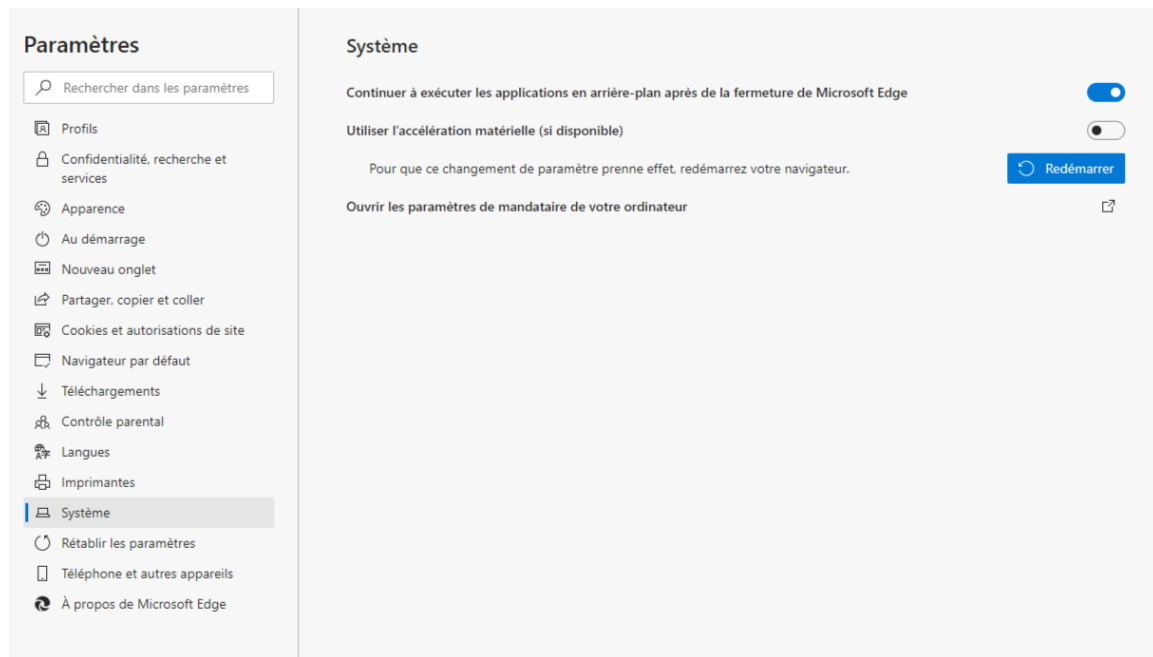 Paramètres
Rechercher dans les paramètres
Profils
Confidentialité, recherche et
services
Apparence
Au démarrage
Nouveau onglet
Partager, copier et coller
Cookies et autorisations de site
Navigateur par défaut
Téléchargements
Contrôle parental
Langues
Imprimantes
Système
Rétablir les paramètres
Téléphone et autres appareils
À propos de Microsoft Edge
Système
Continuer à exécuter les applications en arrière-plan après de la fermeture de Microsoft Edge
Utiliser l'accélération matérielle (si disponible)
Pour que ce changement de paramètre prenne effet, redémarrez votre navigateur.
Redémarrer
Ouvrir les paramètres de mandataire de votre ordinateur